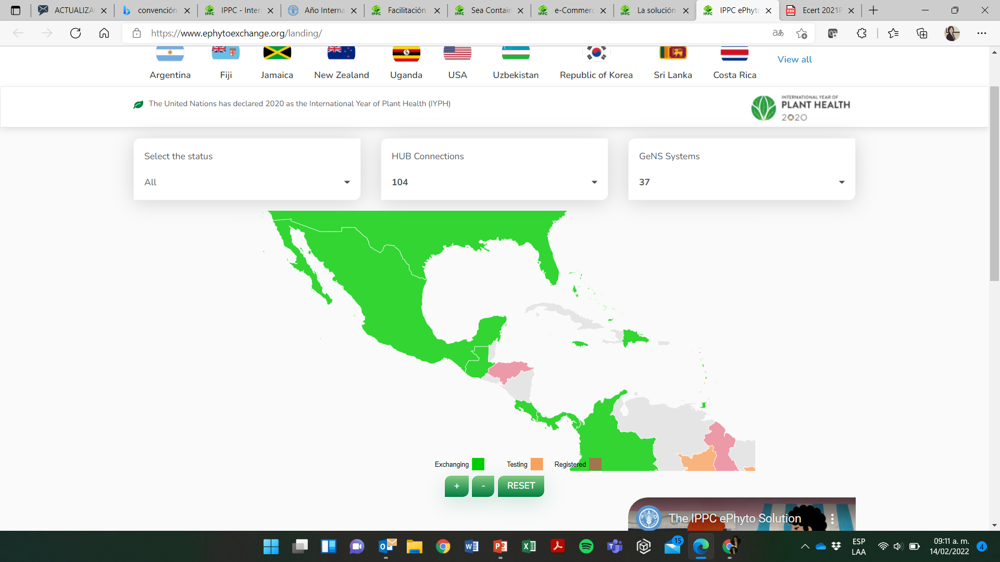 ACTUALIZA
convención
IPPC - Inter
Año Interna
Facilitación
Sea Contain
e-Commerc
La solución
IPPC ePhyto
Ecert 2021P
https://www.ephytoexchange.org/landing/
Argentina
Fiji
Jamaica
New Zealand
Uganda
USA
Uzbekistan
Republic of Korea
Sri Lanka
Costa Rica
View all
The United Nations has declared 2020 as the International Year of Plant Health (IYPH)
INTERNATIONAL YEAR OF
PLANT HEALTH
2020
Select the status
All
HUB Connections
104
GeNS Systems
37
Exchanging
Testing
Registered
+
-
RESET
The IPPC ePhyto Solution
15
ESP
LAA
09:11 a. m.
14/02/2022
4